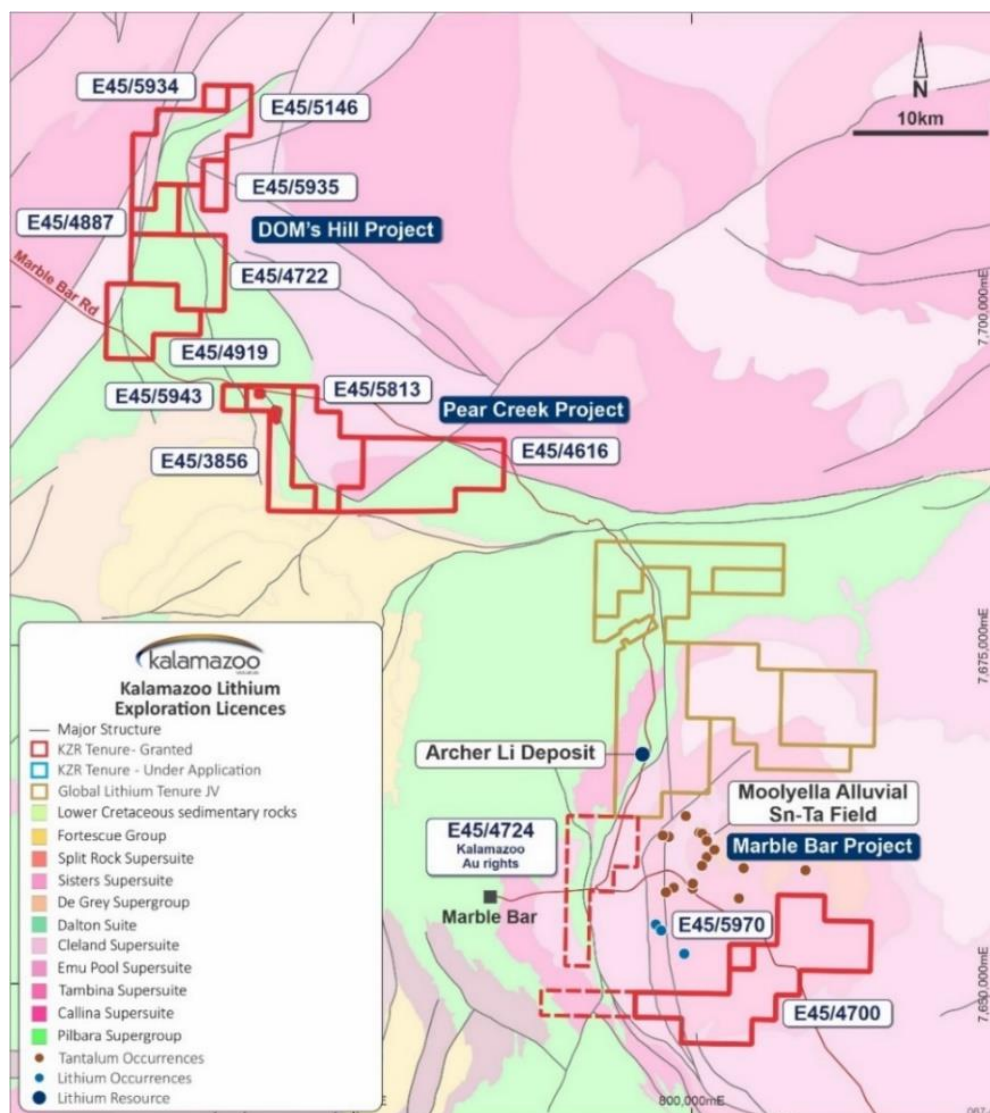 E45/5934
E45/5146
N
10km
E45/5935
E45/4887
DOM's Hill Project
E45/4722
Marble Bar Rd
7,700,000mE
E45/4919
E45/5943
E45/5813
Pear Creek Project
E45/3856
E45/4616
7,675,000mE
Archer Li Deposit
Moolyella Alluvial
Sn-Ta Field
E45/4724
Kalamazoo
Au rights
Marble Bar Project
Marble Bar
E45/5970
E45/4700
7,650,000mE
800,000mE
kalamazoo
Kalamazoo Lithium
Exploration Licences
Major Structure
KZR Tenure- Granted
KZR Tenure - Under Application
Global Lithium Tenure JV
Lower Cretaceous sedimentary rocks
Fortescue Group
Split Rock Supersuite
Sisters Supersuite
De Grey Supergroup
Dalton Suite
Cleland Supersuite
Emu Pool Supersuite
Tambina Supersuite
Callina Supersuite
Pilbara Supergroup
Tantalum Occurrences
Lithium Occurrences
Lithium Resource